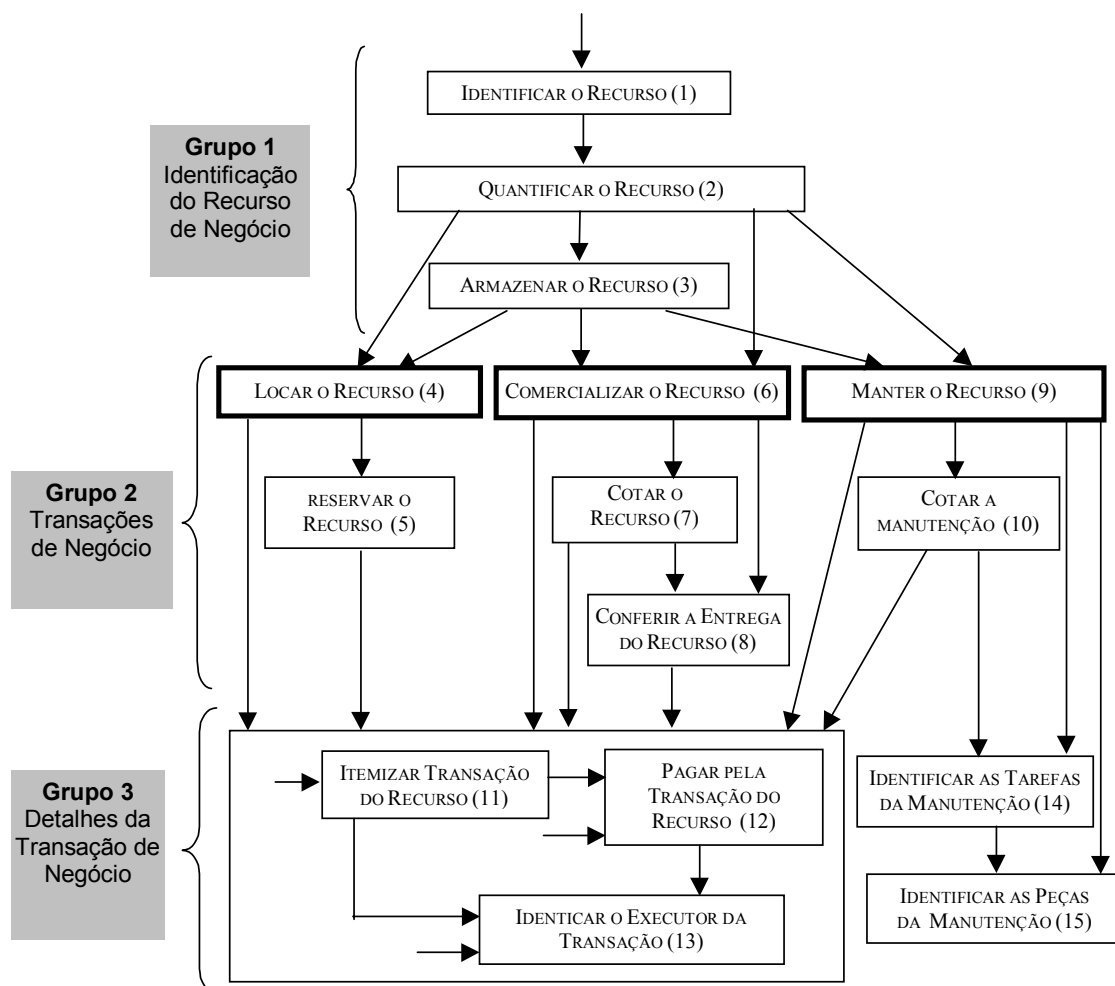 IDENTIFICAR O RECURSO (1)
Grupo 1
Identificação
do Recurso
de Negócio
QUANTIFICAR O RECURSO (2)
ARMAZENAR O RECURSO (3)
LOCAR O RECURSO (4)
COMERCIALIZAR O RECURSO (6)
MANTER O RECURSO (9)
Grupo 2
Transações
de Negócio
RESERVAR O
RECURSO (5)
COTAR O
RECURSO (7)
COTAR A
MANUTENÇÃO (10)
CONFERIR A ENTREGA
DO RECURSO (8)
Grupo 3
Detalhes da
Transação de
Negócio
ITEMIZAR TRANSAÇÃO
DO RECURSO (11)
PAGAR PELA
TRANSAÇÃO DO
RECURSO (12)
IDENTICAR O EXECUTOR DA
TRANSAÇÃO (13)
IDENTIFICAR AS TAREFAS
DA MANUTENÇÃO (14)
IDENTIFICAR AS PEÇAS
DA MANUTENÇÃO (15)